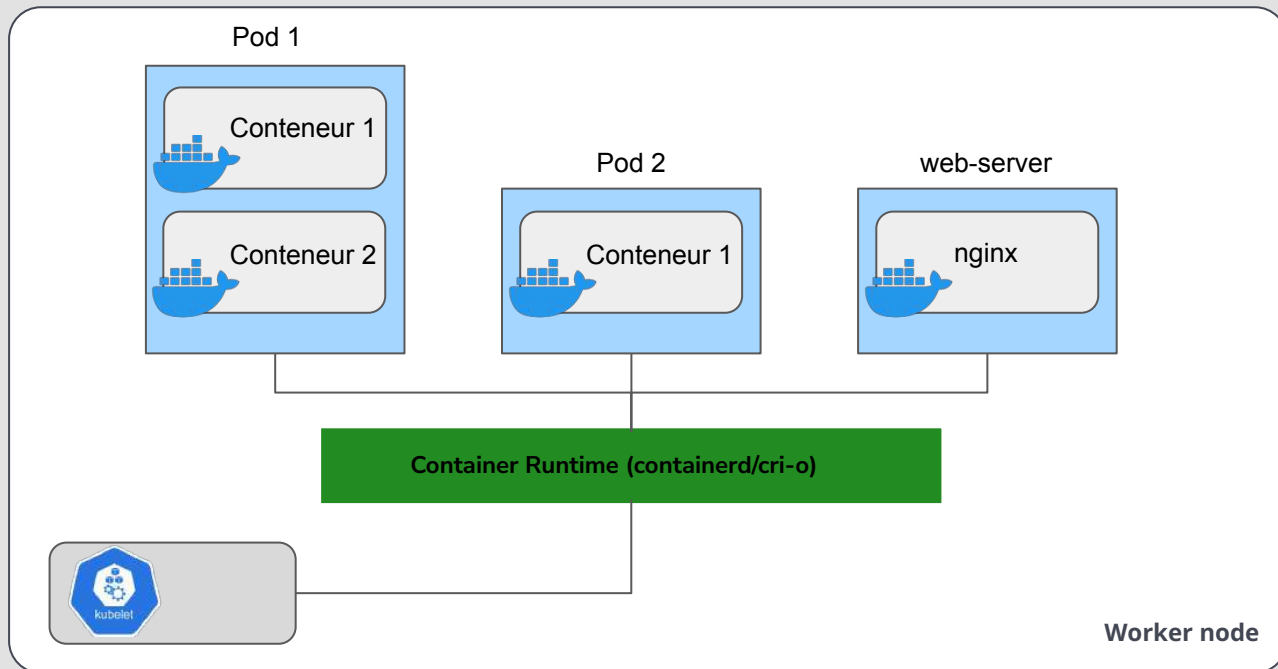 Pod 1
Conteneur 1
Conteneur 2
Pod 2
Conteneur 1
web-server
nginx
Container Runtime (containerd/cri-o)
kubelet
Worker node